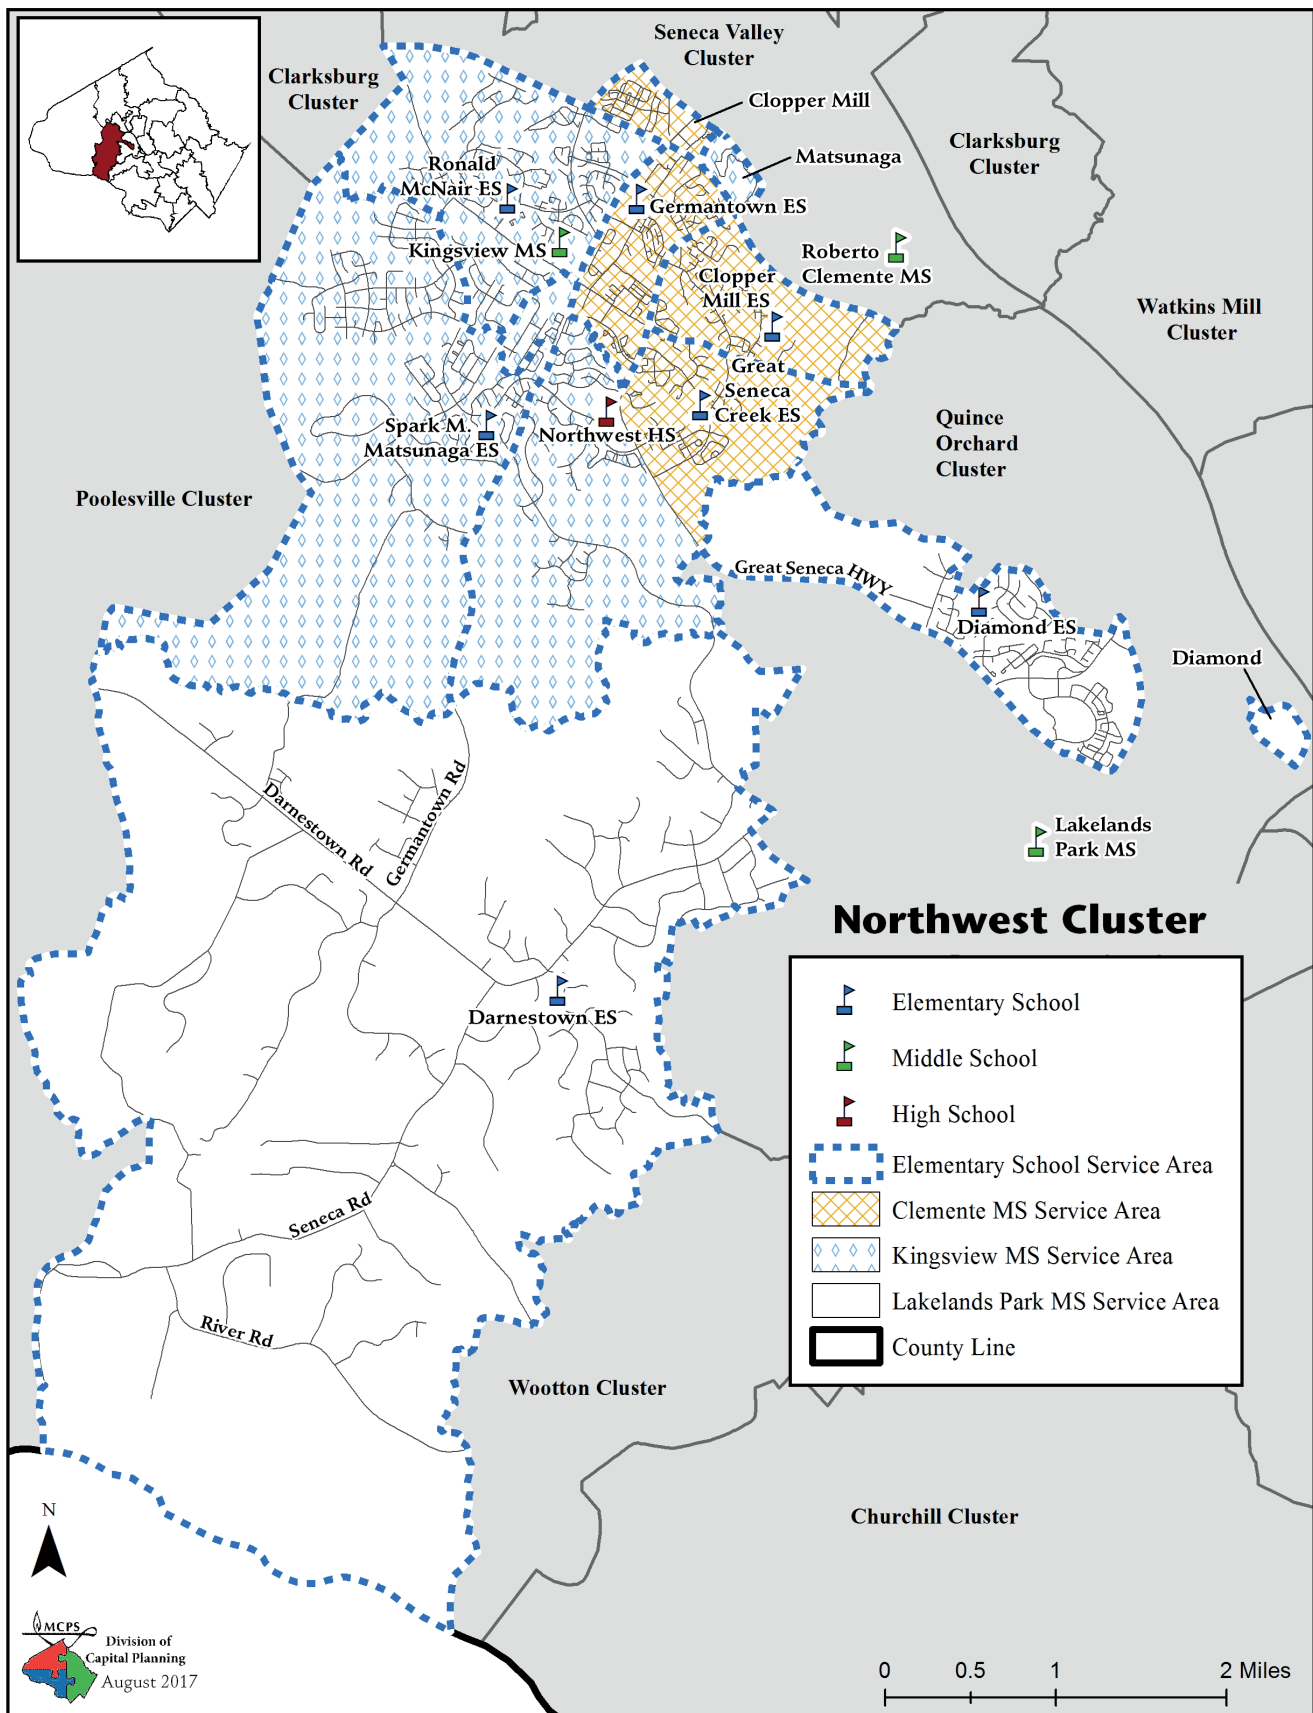 Seneca Valley
Cluster
Clarksburg
Cluster
Clopper Mill
Clarksburg
Cluster
Matsunaga
Ronald
McNair ES
Germantown ES
Kingsview MS
Roberto
Clemente MS
Clopper
Mill ES
Watkins Mill
Cluster
Great
Seneca
Creek ES
Spark M.
Matsunaga ES
Northwest HS
Quince
Orchard
Cluster
Poolesville Cluster
Great Seneca HWY
Diamond ES
Diamond
Darnestown Rd
Germantown Rd
Lakelands
Park MS
Darnestown ES
Seneca Rd
River Rd
Northwest Cluster
Elementary School
Middle School
High School
Elementary School Service Area
Clemente MS Service Area
Kingsview MS Service Area
Lakelands Park MS Service Area
County Line
Wootton Cluster
Churchill Cluster
N
MCPS
Division of
Capital Planning
August 2017
0 0.5 1 2 Miles